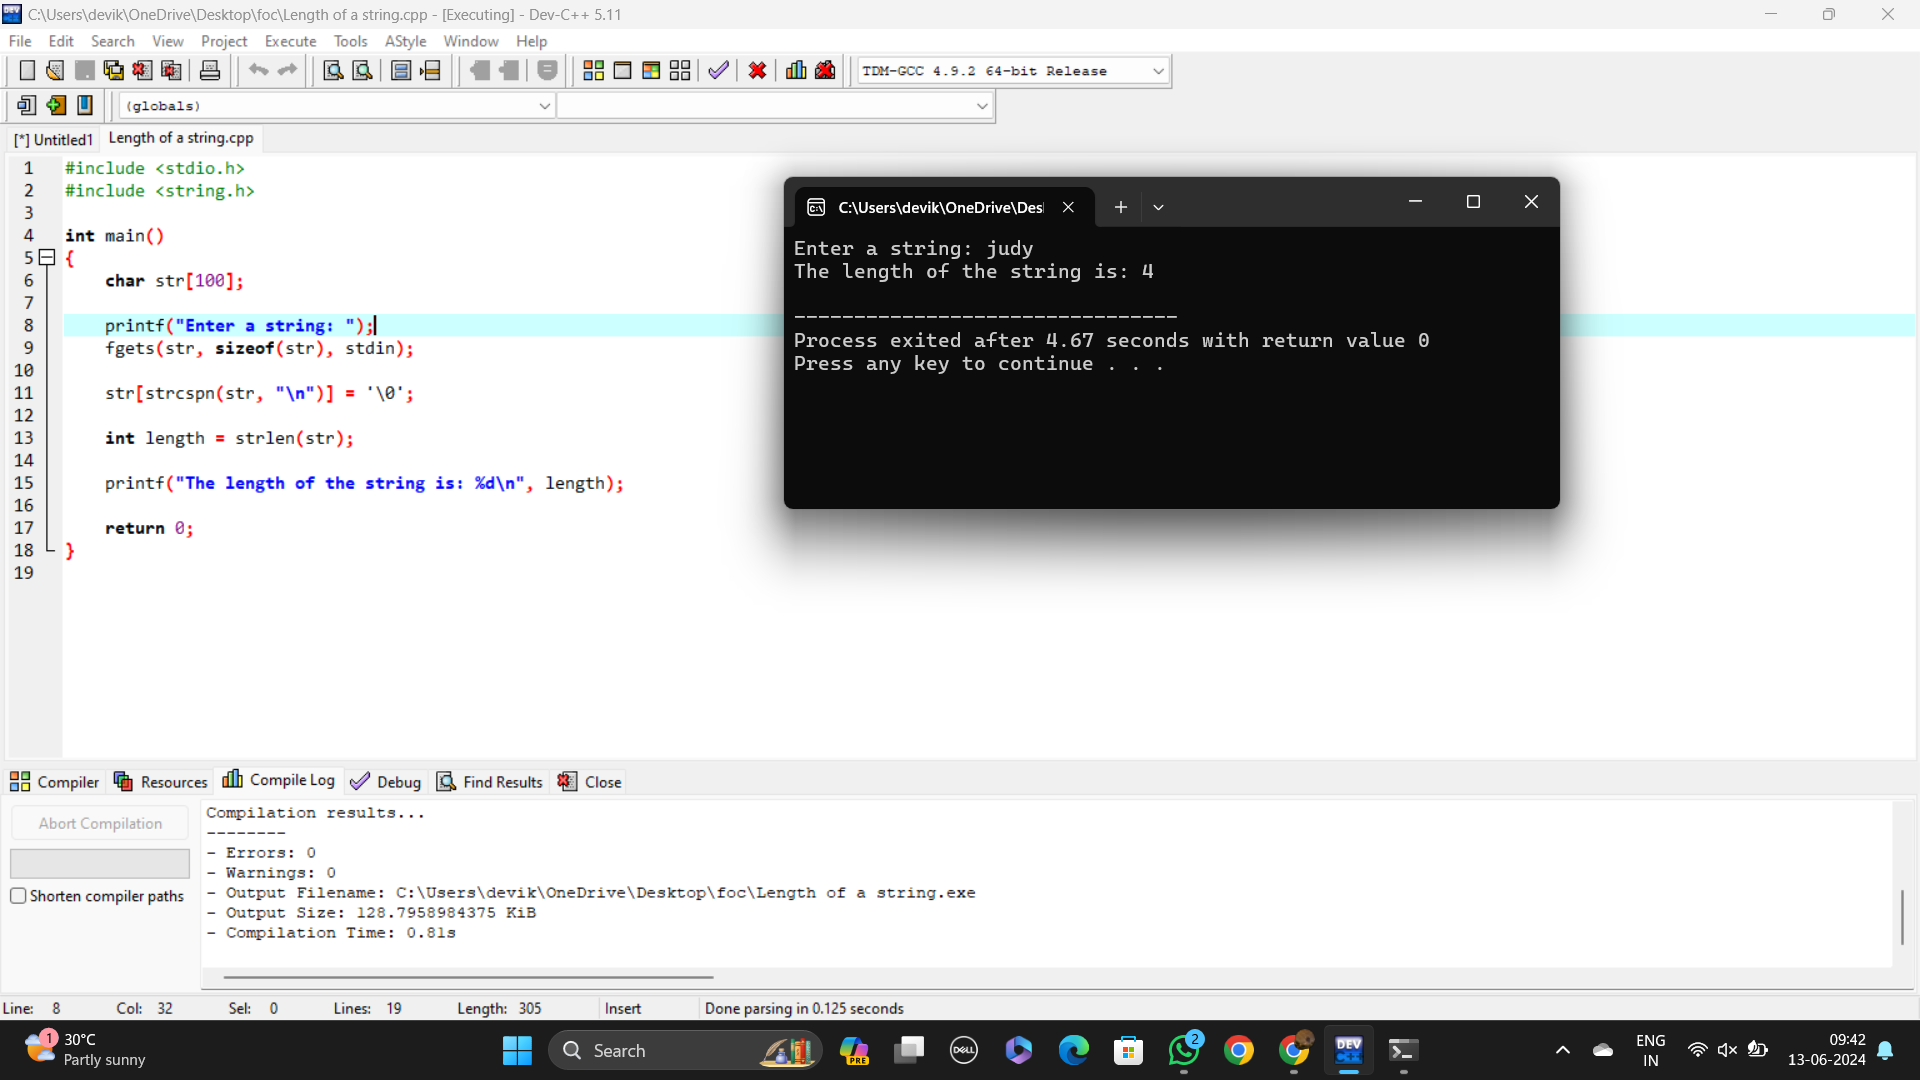 C:\Users\devik\OneDrive\Desktop\foc\Length of a string.cpp - [Executing] - Dev-C++ 5.11
File Edit Search View Project Execute Tools AStyle Window Help
TDM-GCC 4.9.2 64-bit Release
(globals)
[*] Untitled1 Length of a string.cpp
1 #include <stdio.h>
2 #include <string.h>
3
4 int main()
5 {
6 char str[100];
7
8 printf("Enter a string: ");
9 fgets(str, sizeof(str), stdin);
10
11 str[strcspn(str, "\n")] = '\0';
12
13 int length = strlen(str);
14
15 printf("The length of the string is: %d\n", length);
16
17 return 0;
18 }
19
C:\Users\devik\OneDrive\Des
Enter a string: judy
The length of the string is: 4
--------------------------------
Process exited after 4.67 seconds with return value 0
Press any key to continue . . .
Compiler Resources Compile Log Debug Find Results Close
Abort Compilation
Shorten compiler paths
Compilation results...
--------
- Errors: 0
- Warnings: 0
- Output Filename: C:\Users\devik\OneDrive\Desktop\foc\Length of a string.exe
- Output Size: 128.7958984375 KiB
- Compilation Time: 0.81s
Line: 8 Col: 32 Sel: 0 Lines: 19 Length: 305 Insert Done parsing in 0.125 seconds
1
30°C
Partly sunny
Search
PRE
DELL
2
DEV
C++
ENG
IN
09:42
13-06-2024